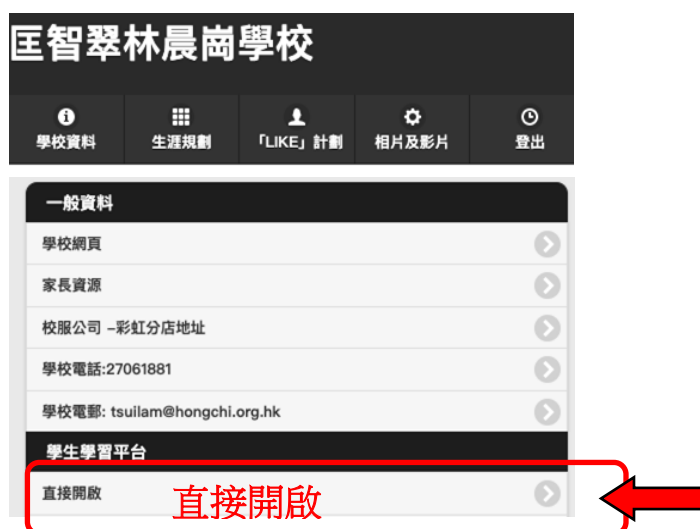 匡智翠林晨崗學校
學校資料 生涯規劃 「LIKE」計劃 相片及影片 登出
一般資料
學校網頁
家長資源
校服公司 –彩虹分店地址
學校電話:27061881
學校電郵: tsuilam@hongchi.org.hk
學生學習平台
直接開啟 直接開啟